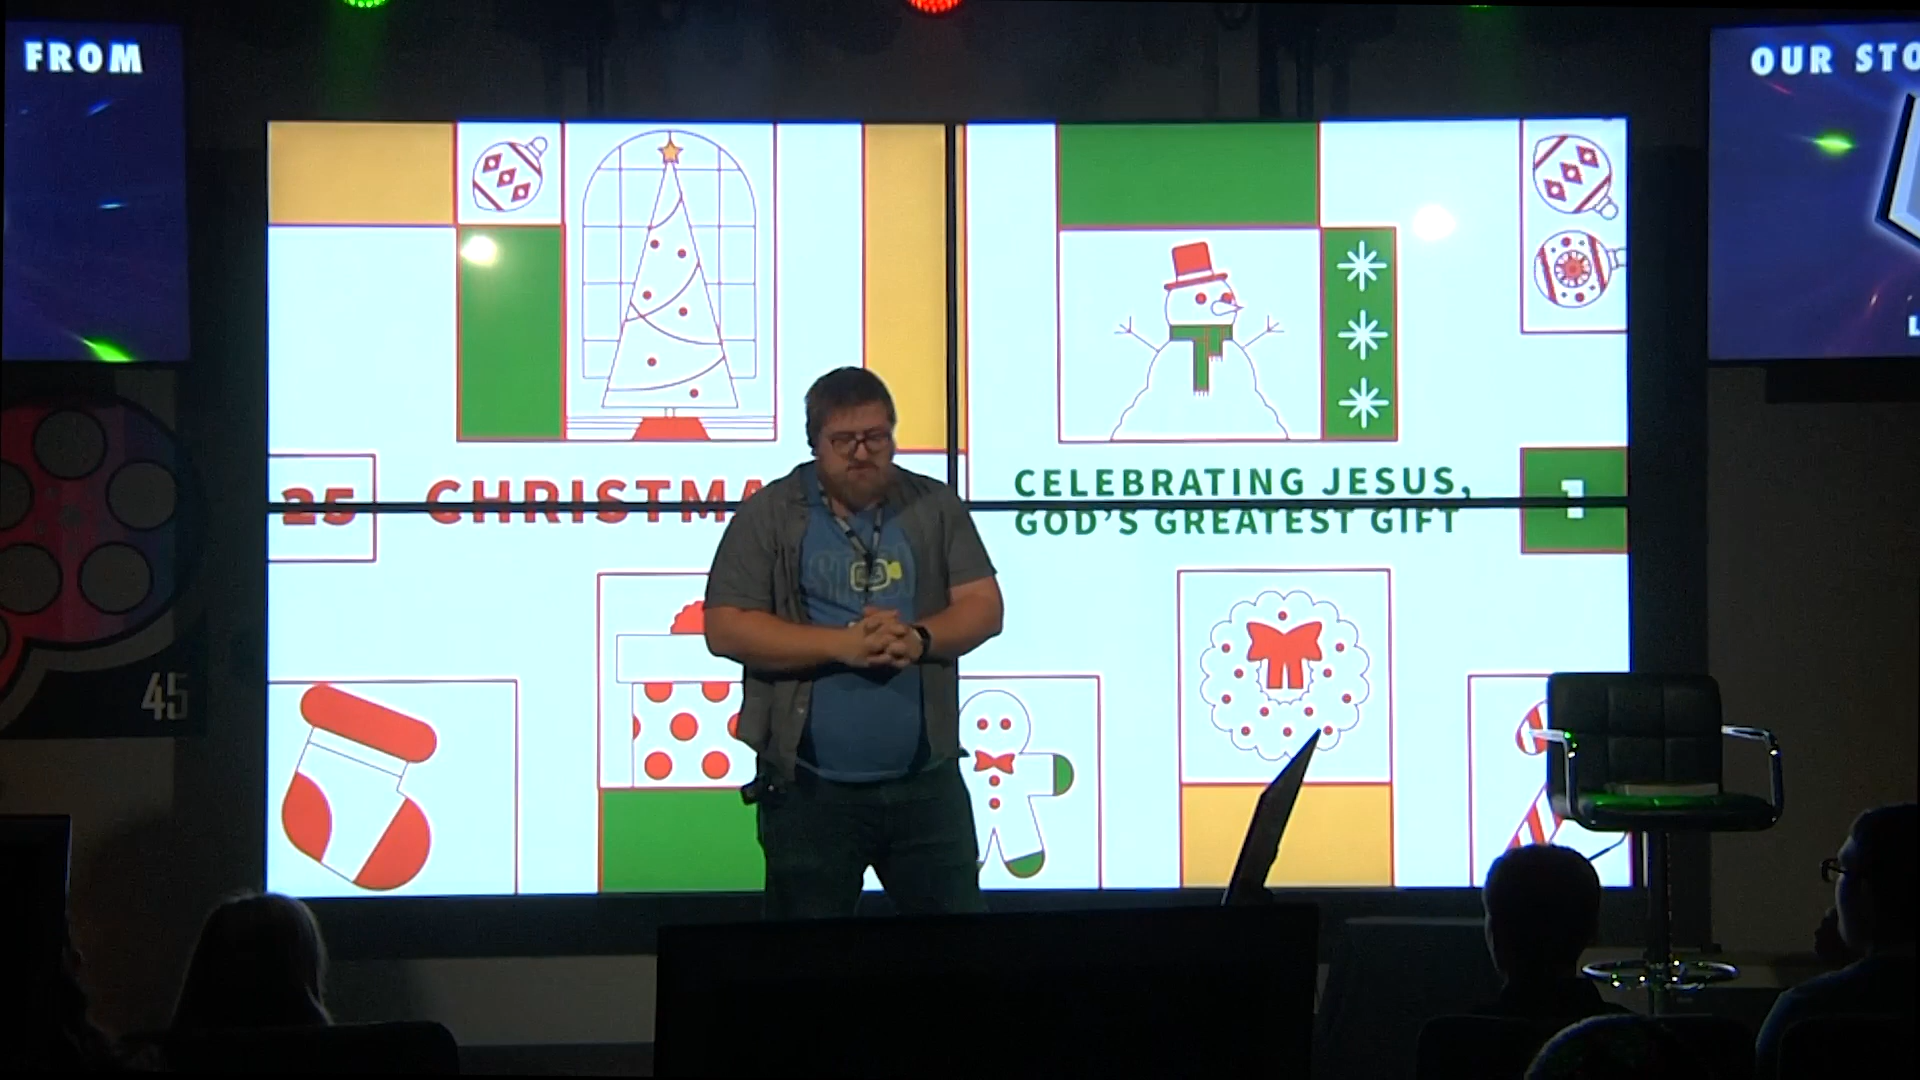 FROM
OUR STO
L
25
CHRISTMA
CELEBRATING JESUS,
GOD'S GREATEST GIFT
1
45